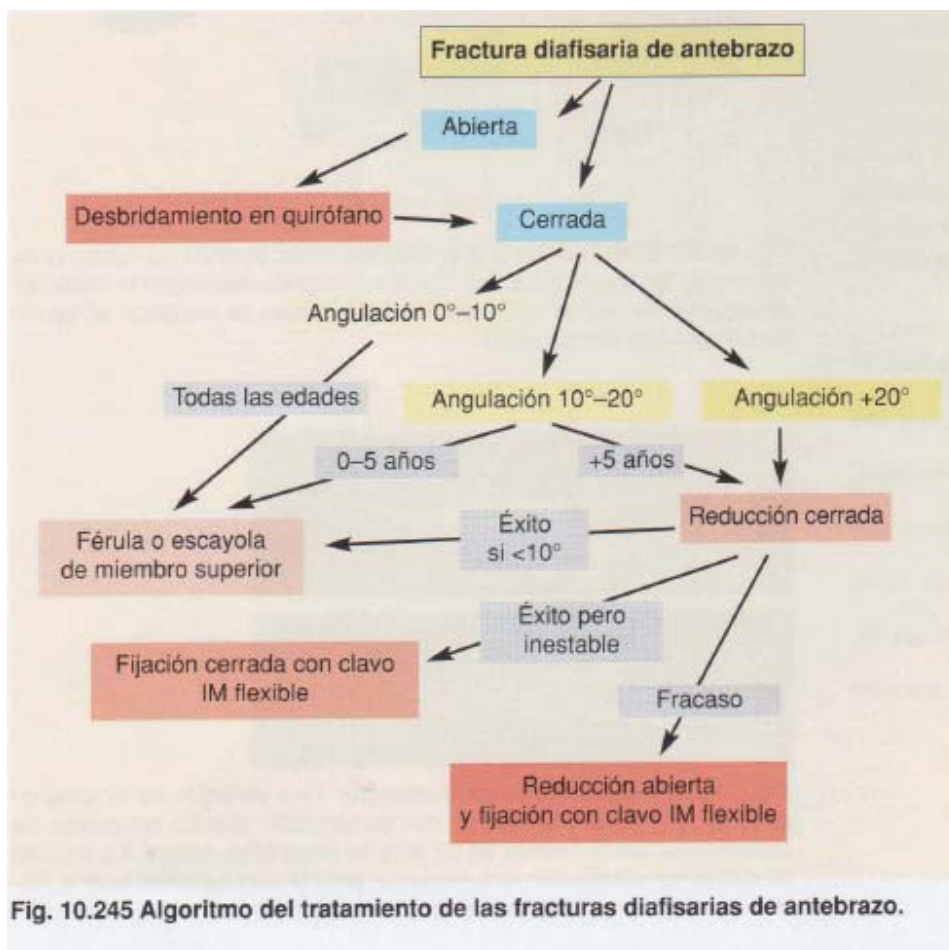 Fractura diafisaria de antebrazo
Abierta
Desbridamiento en quirófano
Cerrada
Angulación 0°–10°
Todas las edades
Angulación 10°–20°
Angulación +20°
0–5 años
+5 años
Férula o escayola
de miembro superior
Éxito
si <10°
Reducción cerrada
Éxito pero
inestable
Fijación cerrada con clavo
IM flexible
Fracaso
Reducción abierta
y fijación con clavo IM flexible
Fig. 10.245 Algoritmo del tratamiento de las fracturas diafisarias de antebrazo.